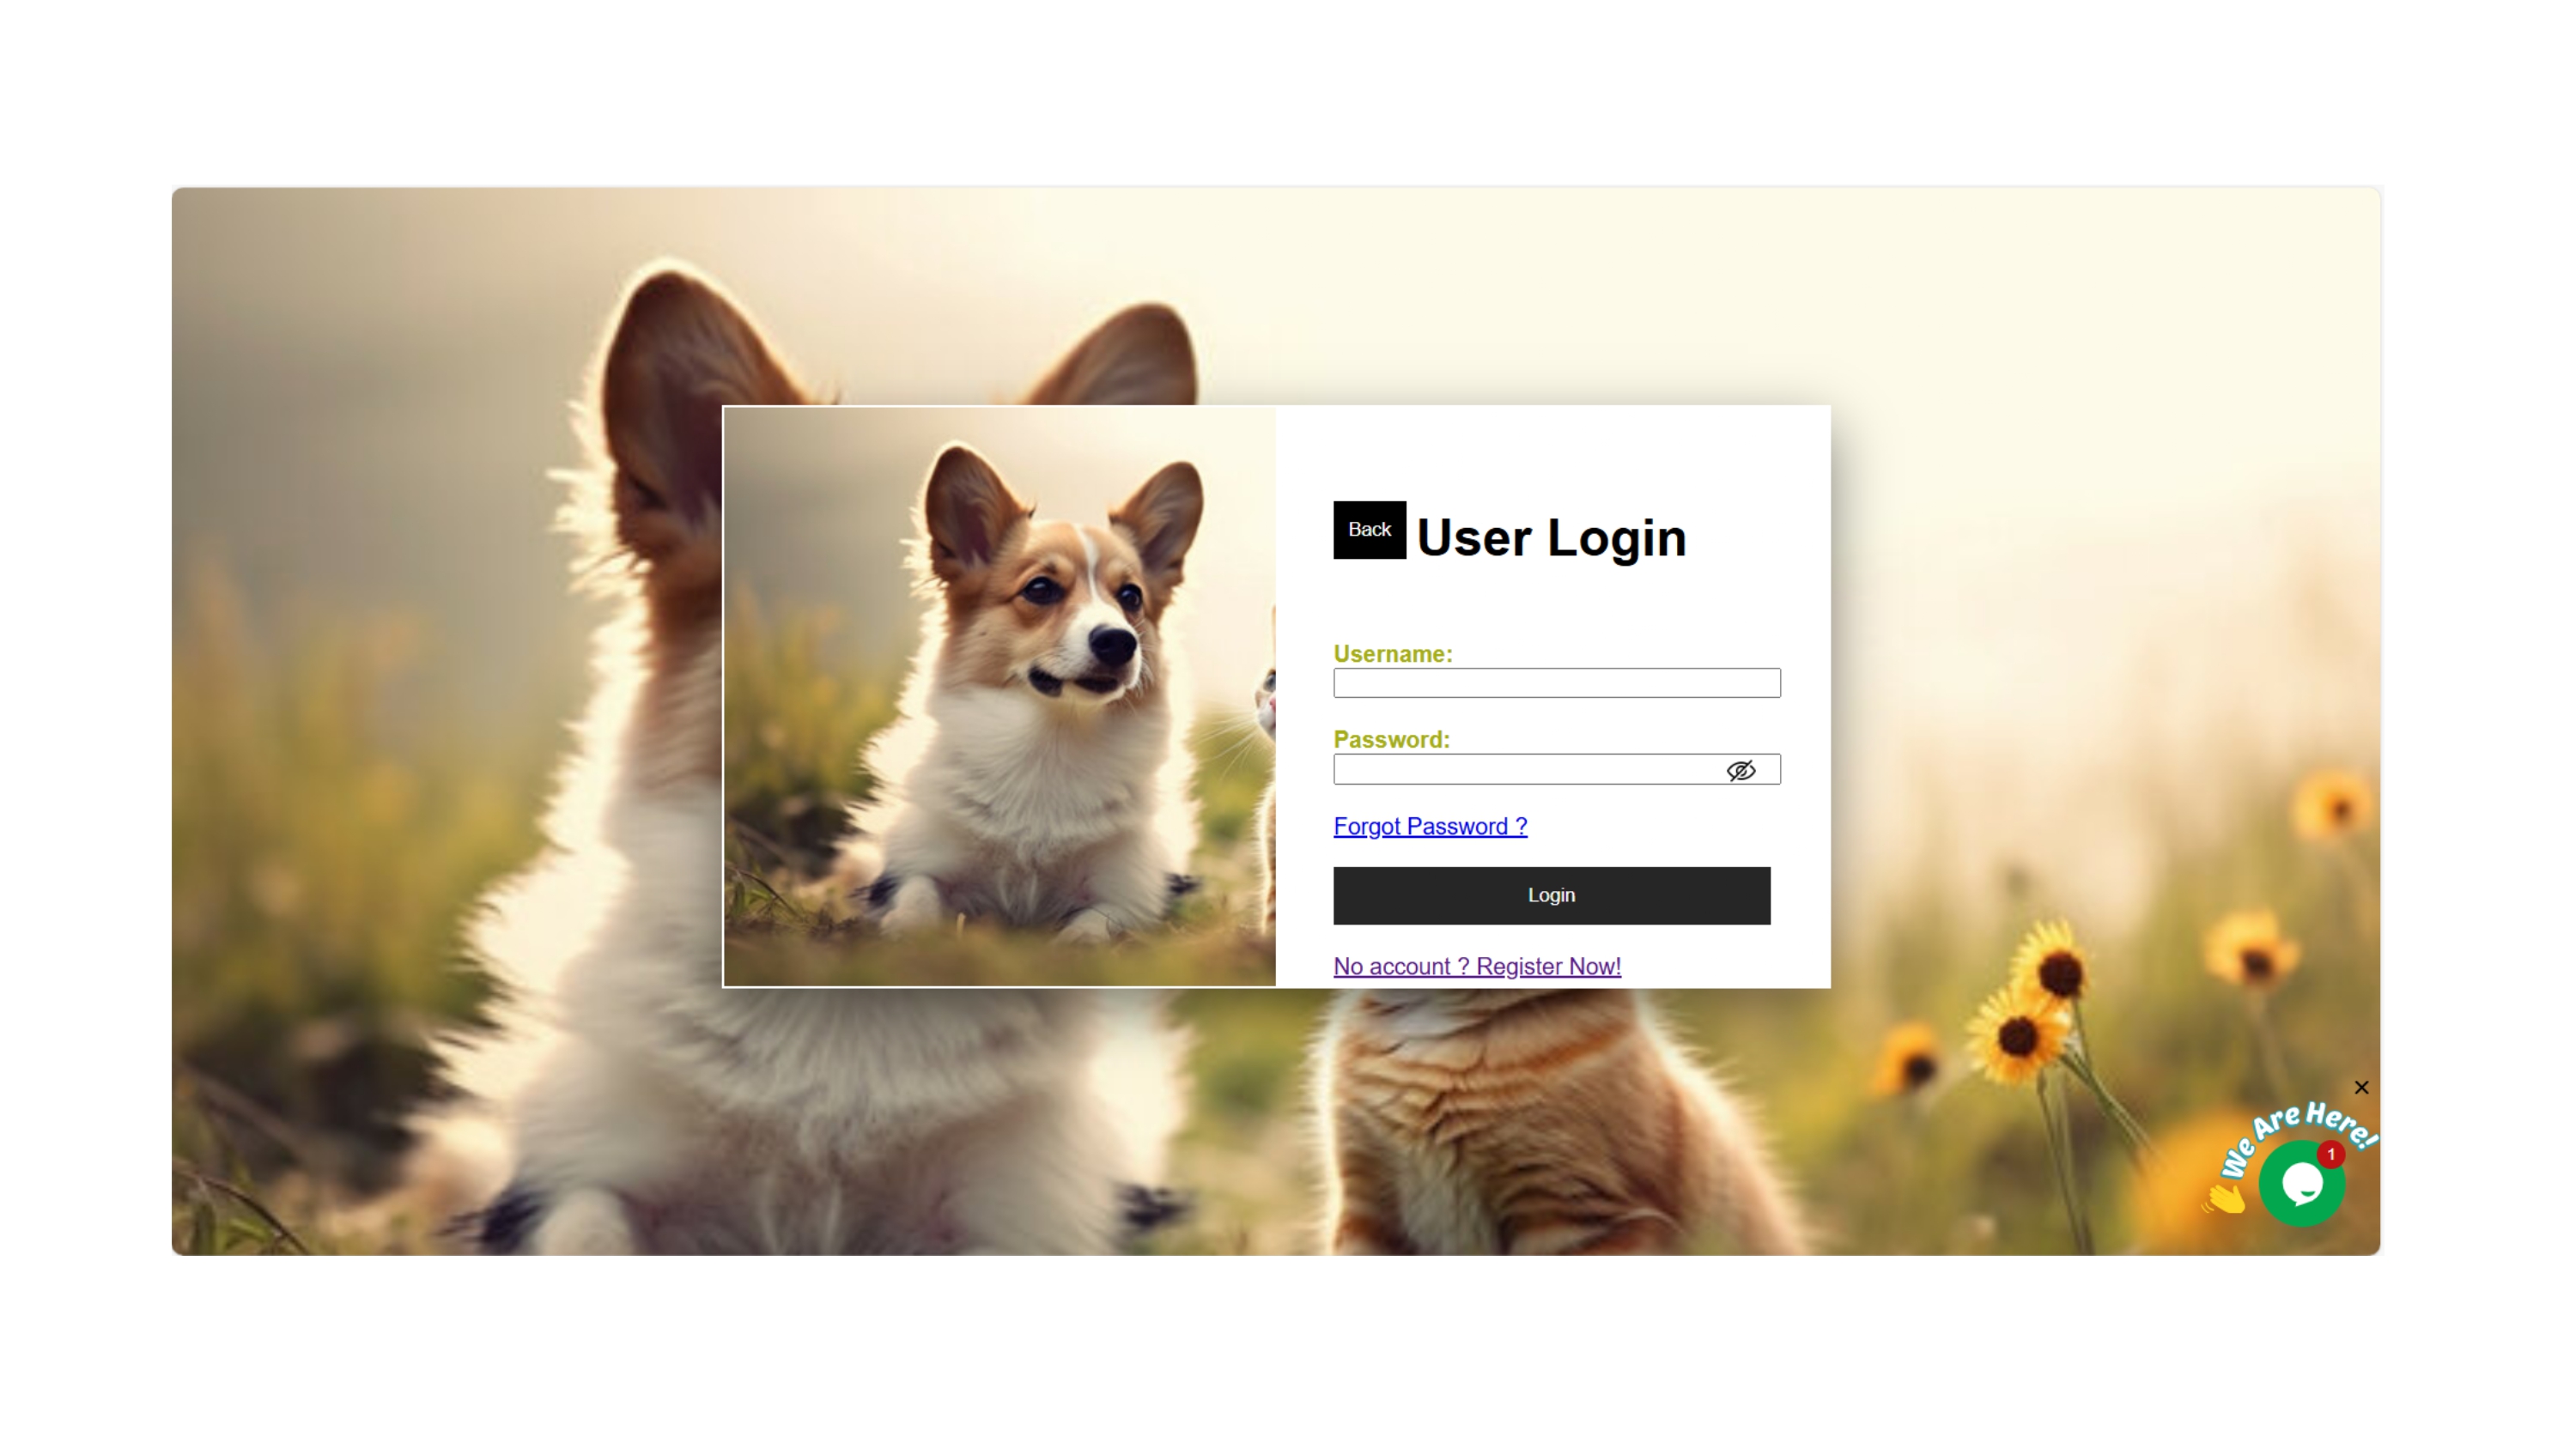 Back
User Login
Username:
Password:
Forgot Password ?
Login
No account ? Register Now!
We Are Here!
1